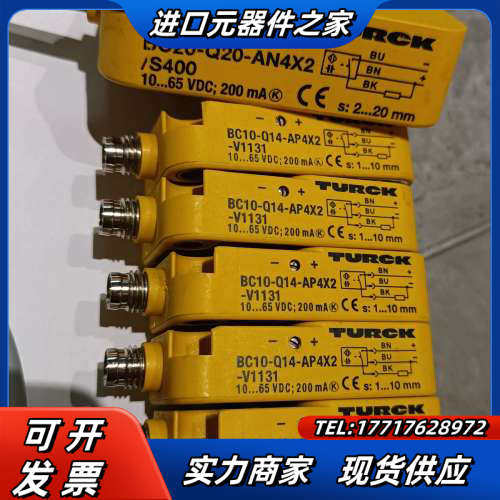 进口元器件之家
TURCK
BC20-Q20-AN4X2
/S400
10...65 VDC; 200 mA
BU
BN
BK
CE s: 2...20 mm
BC10-Q14-AP4X2
-V1131
10...65 VDC; 200 mA
BN
BU
BK
CE s: 1...10 mm
TURCK
BC10-Q14-AP4X2
-V1131
10...65 VDC; 200 mA
BN
BU
BK
CE s: 1...10 mm
TURCK
BC10-Q14-AP4X2
-V1131
10...65 VDC; 200 mA
BN
BU
BK
CE s: 1...10 mm
TURCK
BC10-Q14-AP4X2
-V1131
10...65 VDC; 200 mA
BN
BU
BK
CE s: 1...10 mm
TURCK
TEL:17717628972
可开
发票
实力商家 现货供应